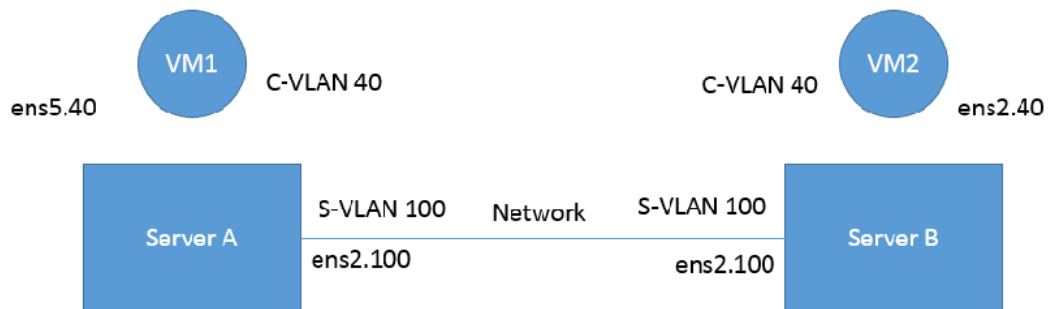 VM1
C-VLAN 40
ens5.40
VM2
C-VLAN 40
ens2.40
Server A
S-VLAN 100
Network
S-VLAN 100
ens2.100
ens2.100
Server B